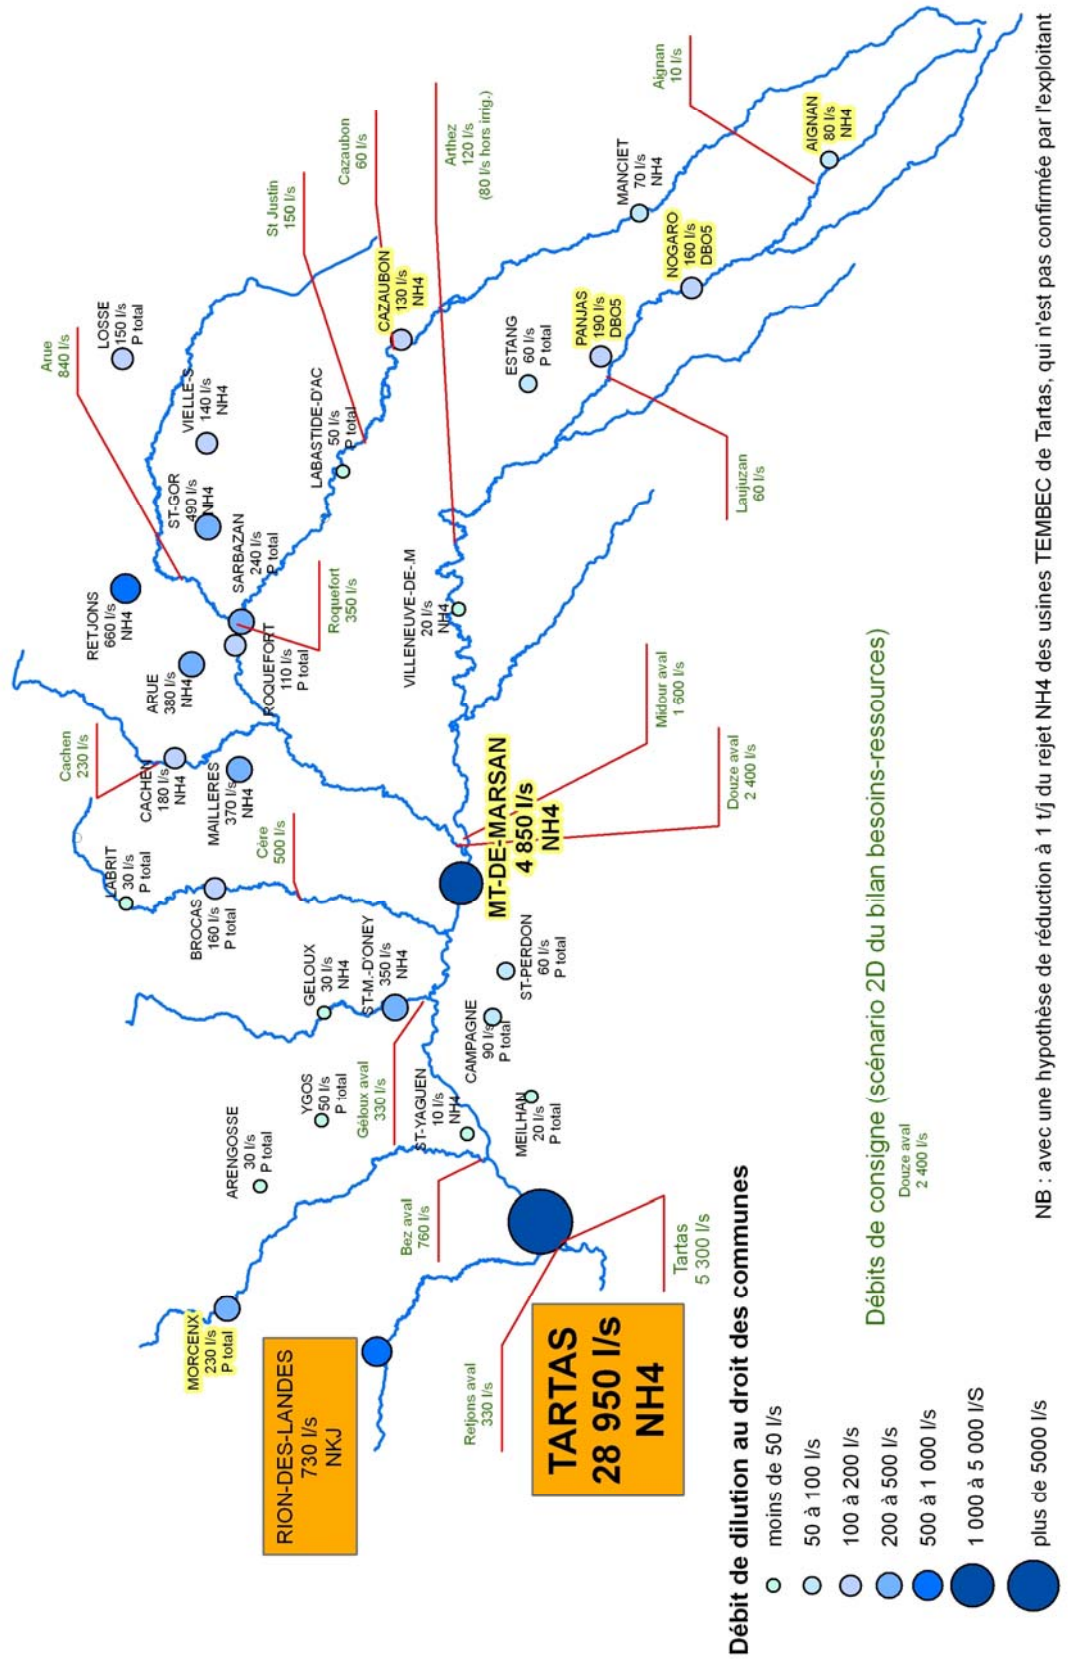 Arue
840 l/s
LOSSE
150 l/s
P total
VIELLE-S
140 l/s
NH4
ST-GOR
490 l/s
NH4
RETJONS
660 l/s
NH4
SARBAZAN
240 l/s
P total
ARUE
380 l/s
NH4
ROQUEFORT
110 l/s
P total
Roquefort
350 l/s
Cachen
230 l/s
CACHEN
180 l/s
NH4
MAILLERES
370 l/s
NH4
LABRIT
30 l/s
P total
BROCAS
160 l/s
P total
Cère
500 l/s
St Justin
150 l/s
Cazaubon
60 l/s
CAZAUBON
130 l/s
NH4
LABASTIDE-D'AC
50 l/s
P total
Arthez
120 l/s
(80 l/s hors irrig.)
MANCIET
70 l/s
NH4
Aignan
10 l/s
AIGNAN
80 l/s
NH4
NOGARO
160 l/s
DBO5
PANJAS
190 l/s
DBO5
ESTANG
60 l/s
P total
Laujuzan
60 l/s
VILLENEUVE-DE-.M
20 l/s
NH4
Midour aval
1 600 l/s
Douze aval
2 400 l/s
MT-DE-MARSAN
4 850 l/s
NH4
GELOUX
30 l/s
NH4
ST-M.-D'ONEY
350 l/s
NH4
ST-PERDON
60 l/s
P total
CAMPAGNE
90 l/s
P total
YGOS
50 l/s
P total
Géloux aval
330 l/s
ST-YAGUEN
10 l/s
NH4
MEILHAN
20 l/s
P total
ARENGOSSE
30 l/s
P total
Bez aval
760 l/s
MORCENX
230 l/s
P total
RION-DES-LANDES
730 l/s
NKJ
Retjons aval
330 l/s
TARTAS
28 950 l/s
NH4
Tartas
5 300 l/s
Débit de dilution au droit des communes
moins de 50 l/s
50 à 100 l/s
100 à 200 l/s
200 à 500 l/s
500 à 1 000 l/s
1 000 à 5 000 l/S
plus de 5000 l/s
Débits de consigne (scénario 2D du bilan besoins-ressources)
Douze aval
2 400 l/s
NB : avec une hypothèse de réduction à 1 t/j du rejet NH4 des usines TEMBEC de Tartas, qui n'est pas confirmée par l'exploitant